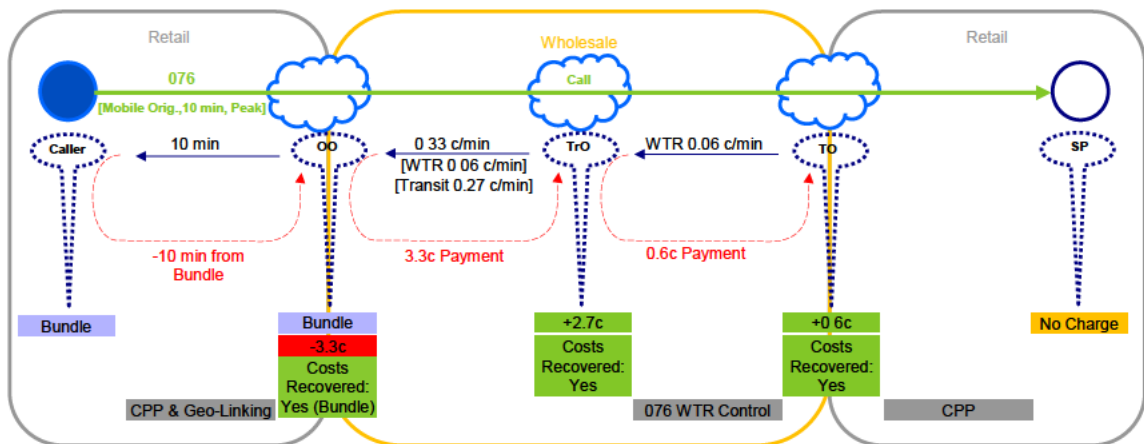 Retail
Wholesale
Retail
076
Call
[Mobile Orig.,10 min, Peak]
Caller
10 min
OO
0 33 c/min
[WTR 0 06 c/min]
[Transit 0.27 c/min]
TrO
WTR 0.06 c/min
TO
SP
-10 min from
Bundle
3.3c Payment
0.6c Payment
Bundle
Bundle
-3.3c
Costs
Recovered:
Yes (Bundle)
+2.7c
Costs
Recovered:
Yes
+0 6c
Costs
Recovered:
Yes
No Charge
CPP & Geo-Linking
076 WTR Control
CPP